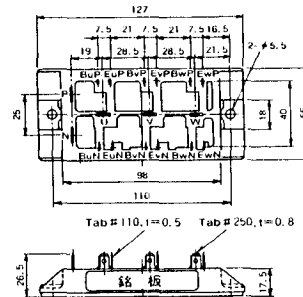 127
7.5 21 7.5 21 7.5 16.5
19 28.5 28.5 21.5 2-φ5.5
BuP EuP BvP EvP BwP EwP
P
25 U V W 18 40
N
BuN EuN BvN EvN BwN EwN
98
110
Tab#110,t=0.5 Tab#250,t=0.8
26.5 銘板 17.5